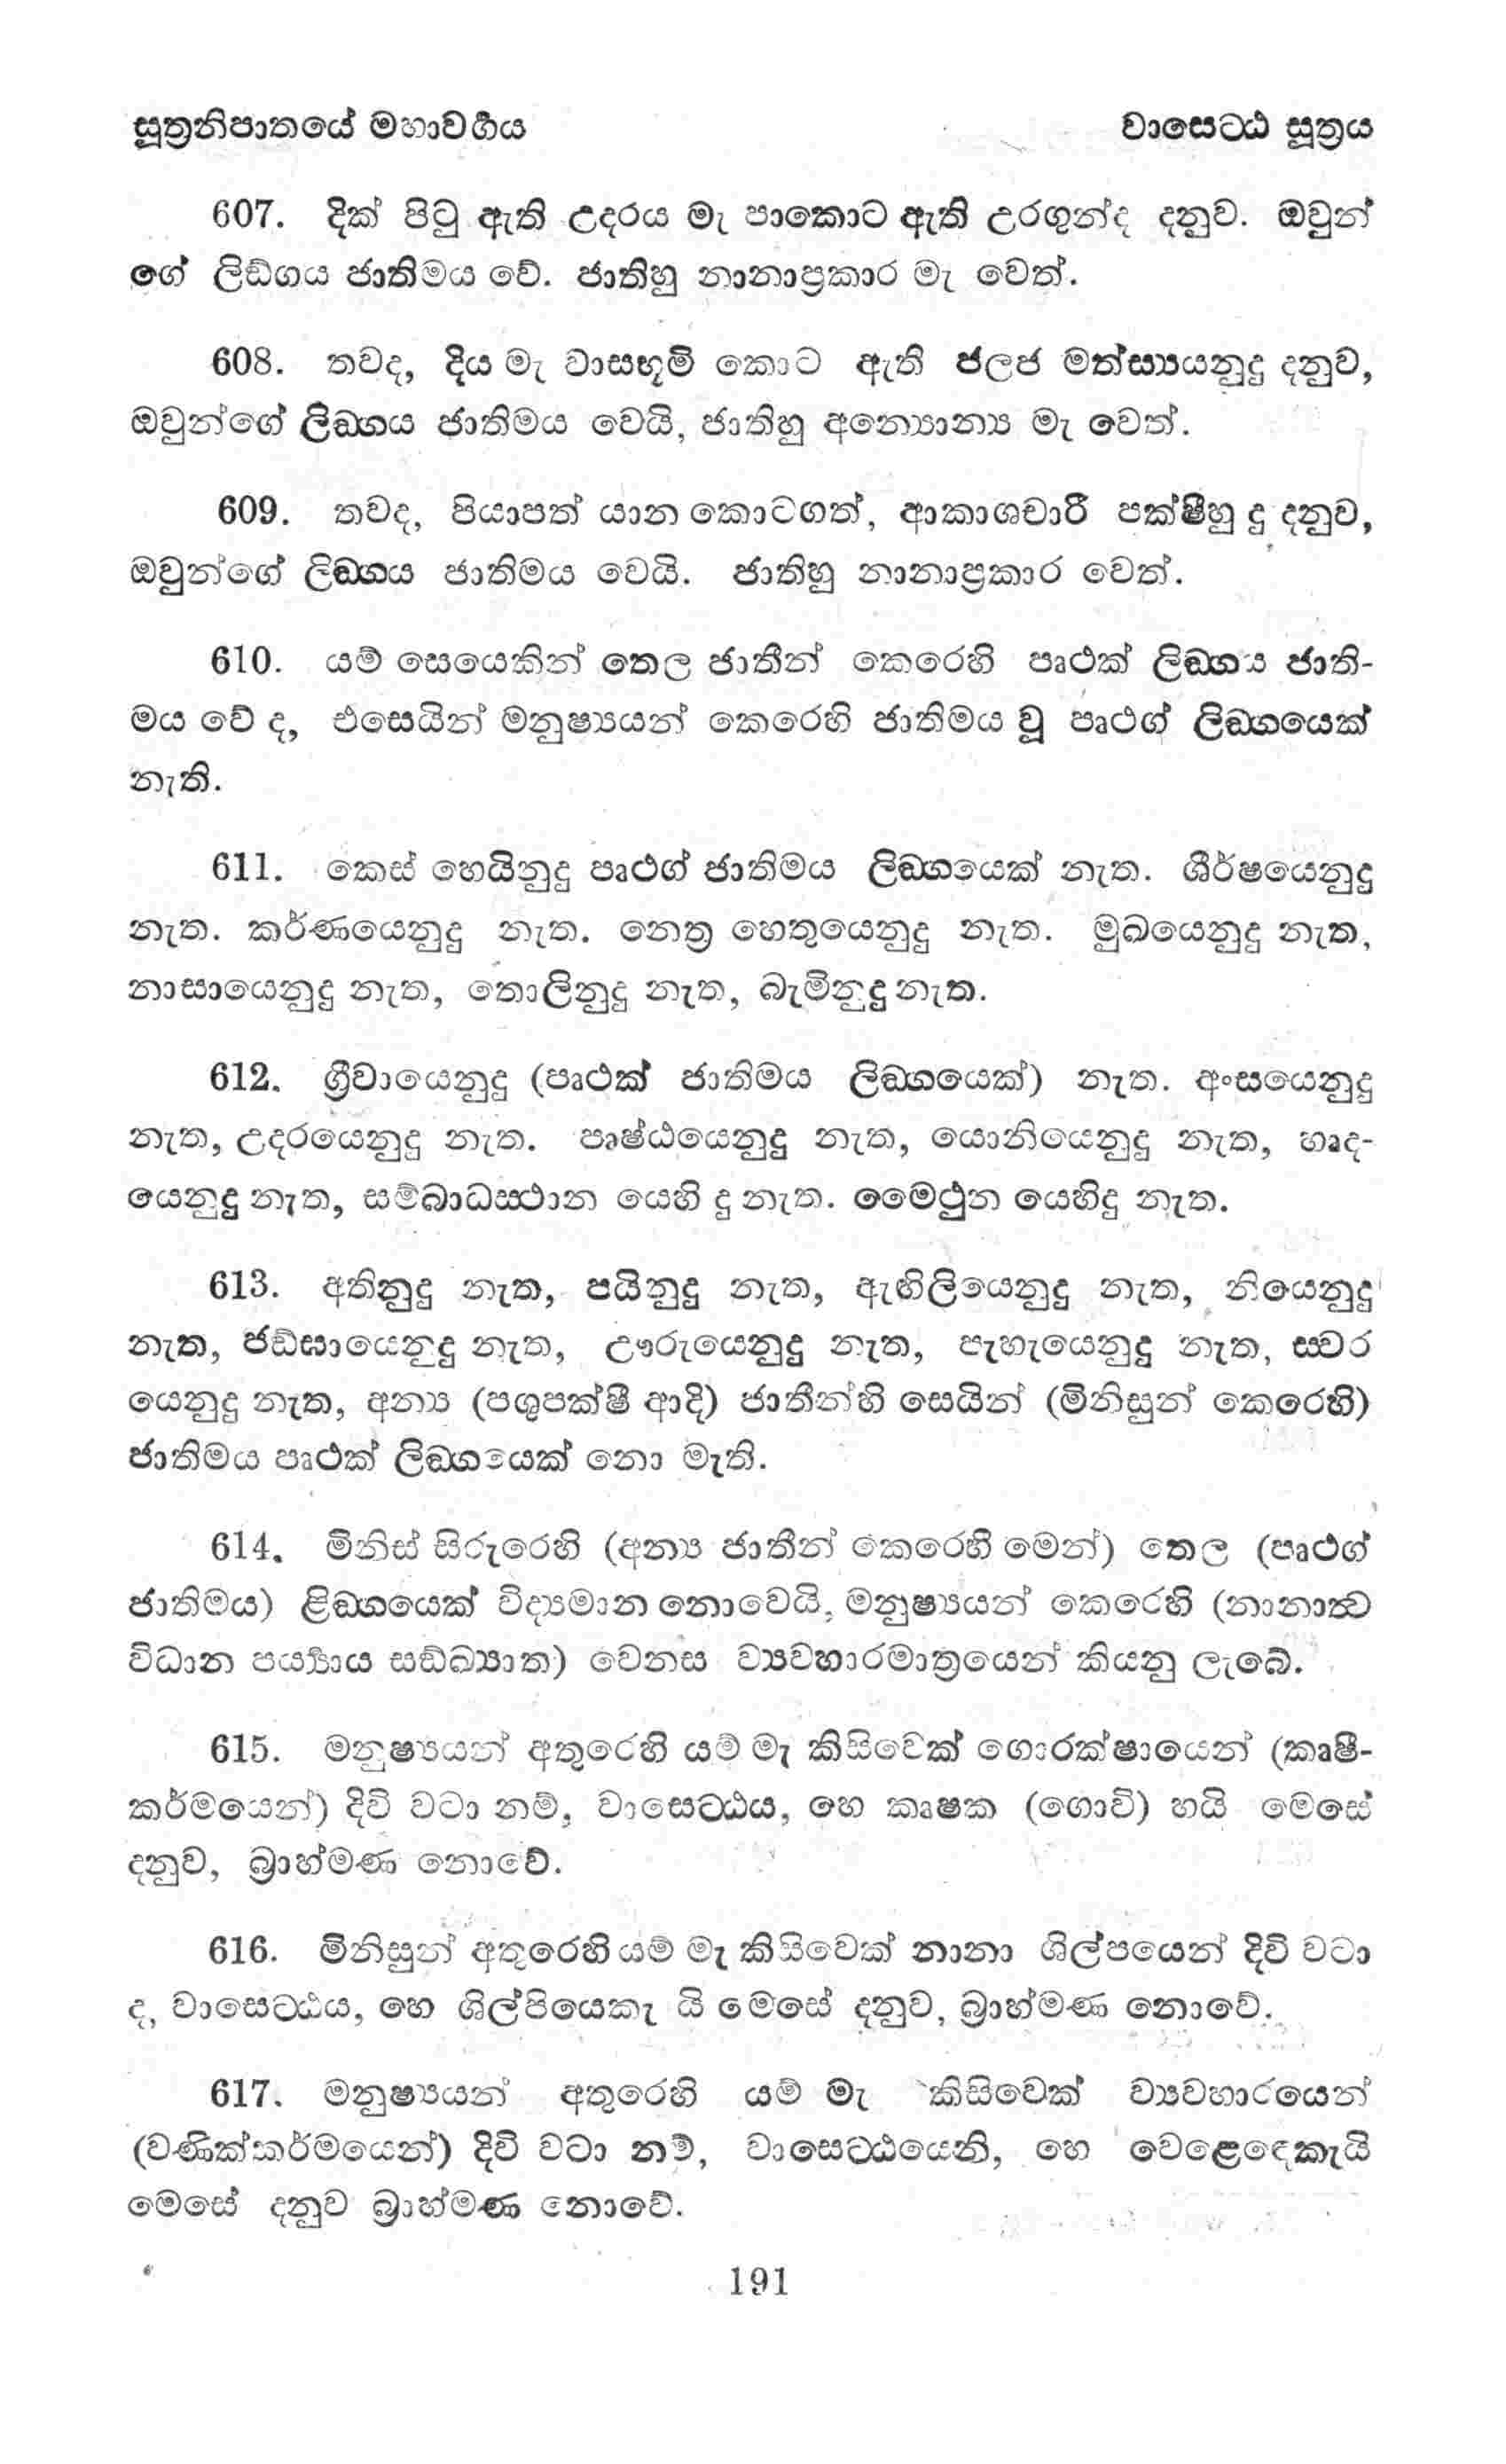 සූත්‍රනිපාතයේ මහාවර්‍ගය
වාසෙට්ඨ සූත්‍රය
607. දික් පිටු ඇති උදරය මැ පාකොට ඇති උරගුන්ද දනුව. ඔවුන්
ගේ ලිඞ්ගය ජාතිමය වේ. ජාතිහු නානාප්‍රකාර මැ වෙත්.
608. තවද, දිය මැ වාසභූමි කොට ඇති ජලජ මත්ස්‍යයනුදු දනුව,
ඔවුන්ගේ ලිඞ්ගය ජාතිමය වෙයි, ජාතිහු අන්‍යොන්‍ය මැ වෙත්.
609. තවද, පියාපත් යාන කොටගත්, ආකාශචාරී පක්ෂීහු දු දනුව,
ඔවුන්ගේ ලිඞ්ගය ජාතිමය වෙයි. ජාතිහු නානාප්‍රකාර වෙත්.
610. යම් සෙයෙකින් තෙල ජාතීන් කෙරෙහි පෘථක් ලිඞ්ගය ජාති-
මය වේ ද, එසෙයින් මනුෂ්‍යයන් කෙරෙහි ජාතිමය වූ පෘථග් ලිඞ්ගයෙක්
නැති.
611. කෙස් හෙයිනුදු පෘථග් ජාතිමය ලිඞ්ගයෙක් නැත. ශීර්ෂයෙනුදු
නැත. කර්ණයෙනුදු නැත. නෙත්‍ර හෙතුයෙනුදු නැත. මුඛයෙනුදු නැත,
නාසායෙනුදු නැත, තොලිනුදු නැත, බැමිනුදු නැත.
612. ග්‍රීවායෙනුදු (පෘථක් ජාතිමය ලිඞ්ගයෙක්) නැත. අංසයෙනුදු
නැත, උදරයෙනුදු නැත. පෘෂ්ඨයෙනුදු නැත, යොනියෙනුදු නැත, හෘද-
යෙනුදු නැත, සම්බාධස්ථාන යෙහි දු නැත. මෛථුන යෙහිදු නැත.
613. අතිනුදු නැත, පයිනුදු නැත, ඇඟිලියෙනුදු නැත, නියෙනුදු
නැත, ජඞ්ඝායෙනුදු නැත, ඌරුයෙනුදු නැත, පැහැයෙනුදු නැත, ස්වර
යෙනුදු නැත, අන්‍ය (පශුපක්ෂී ආදි) ජාතීන්හි සෙයින් (මිනිසුන් කෙරෙහි)
ජාතිමය පෘථක් ලිඞ්ගයෙක් නො මැති.
614. මිනිස් සිරුරෙහි (අන්‍ය ජාතීන් කෙරෙහි මෙන්) තෙල (පෘථග්
ජාතිමය) ළිඞ්ගයෙක් විද්‍යමාන නොවෙයි, මනුෂ්‍යයන් කෙරෙහි (නානාත්ව
විධාන පර්‍ය්‍යාය සඞ්ඛ්‍යාත) වෙනස ව්‍යවහාරමාත්‍රයෙන් කියනු ලැබේ.
615. මනුෂ්‍යයන් අතුරෙහි යම් මැ කිසිවෙක් ගොරක්ෂායෙන් (කෘෂී-
කර්මයෙන්) දිවි වටා නම්, වාසෙට්ඨය, හෙ කෘෂක (ගොවි) හයි මෙසේ
දනුව, බ්‍රාහ්මණ නොවේ.
616. මිනිසුන් අතුරෙහි යම් මැ කිසිවෙක් නානා ශිල්පයෙන් දිවි වටා
ද, වාසෙට්ඨය, හෙ ශිල්පියෙකැ යි මෙසේ දනුව, බ්‍රාහ්මණ නොවේ.
617. මනුෂ්‍යයන් අතුරෙහි යම් මැ කිසිවෙක් ව්‍යවහාරයෙන්
(වණික්කර්මයෙන්) දිවි වටා නම්, වාසෙට්ඨයෙනි, හෙ වෙළෙඳෙකැයි
මෙසේ දනුව බ්‍රාහ්මණ නොවේ.
191